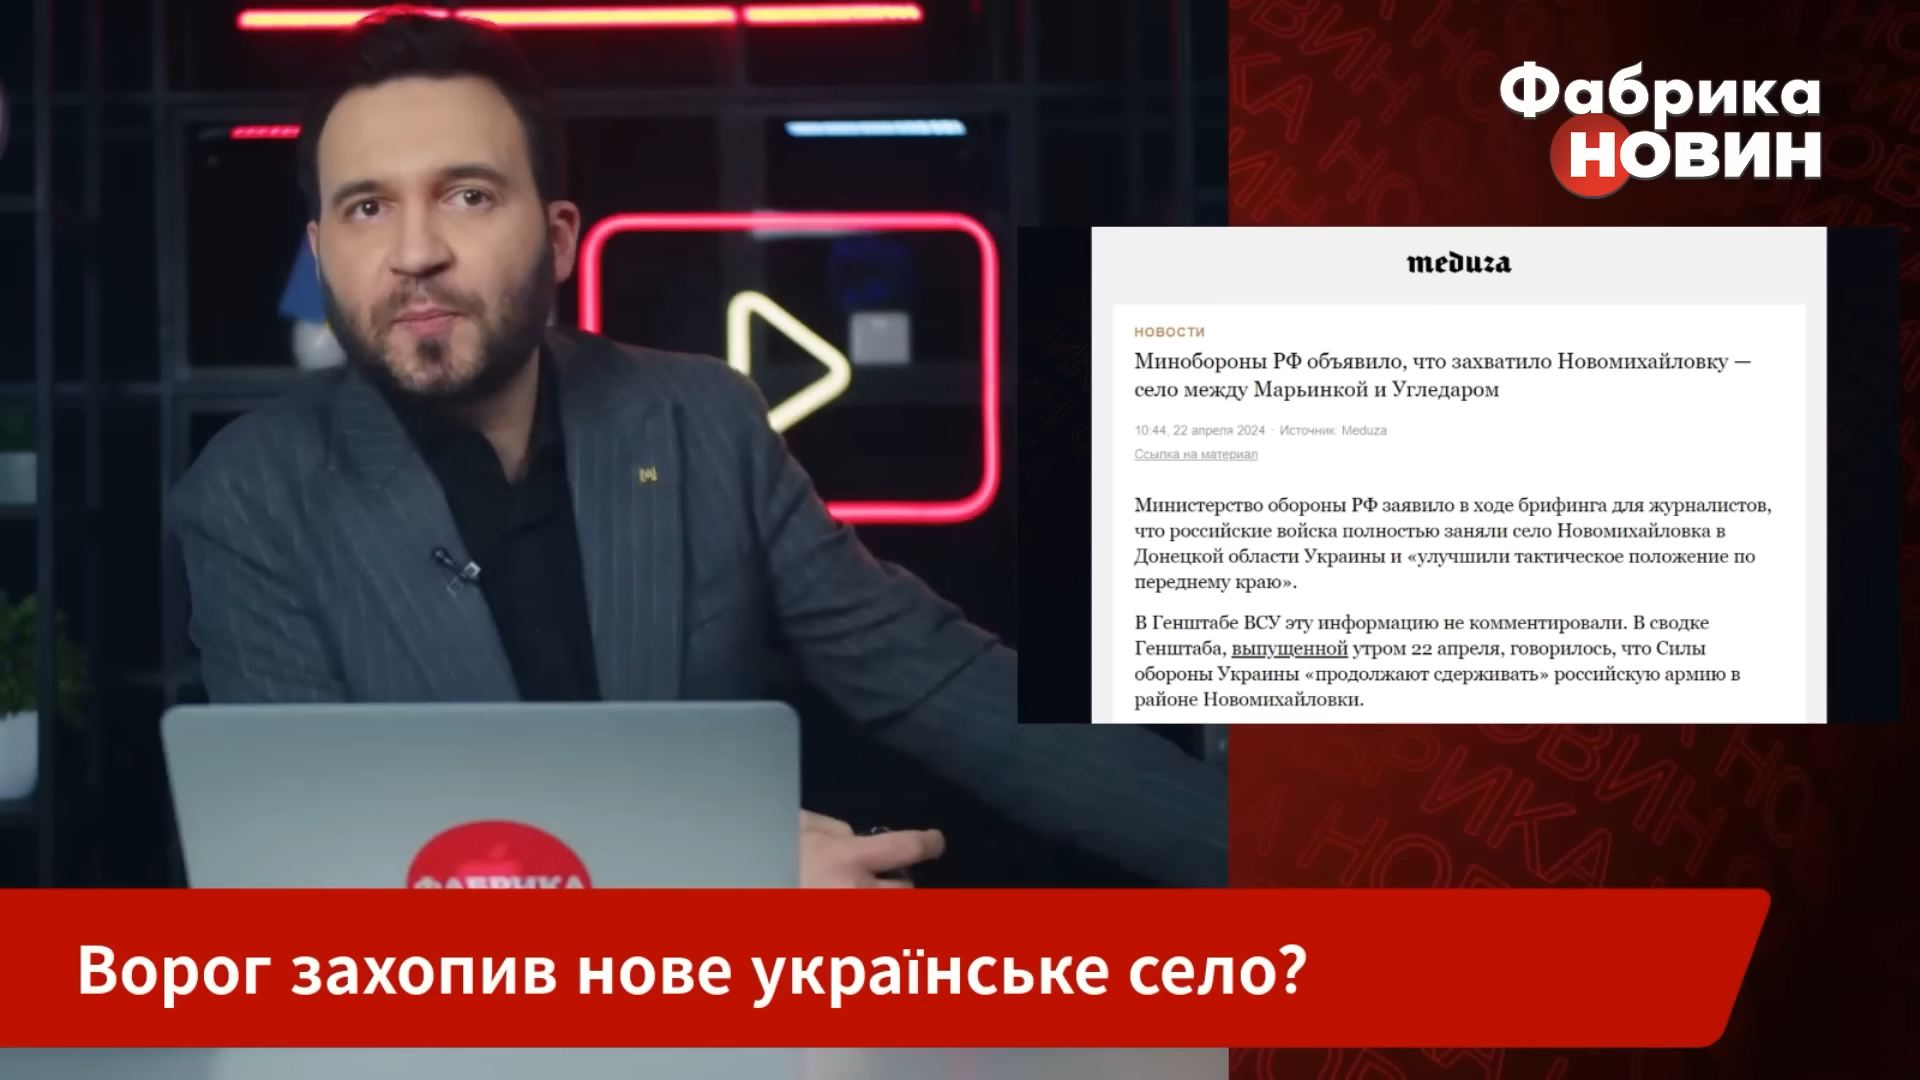 Фабрика
новин
meduza
НОВОСТИ
Минобороны РФ объявило, что захватило Новомихайловку —
село между Марьинкой и Угледаром
10:44, 22 апреля 2024 · Источник: Meduza
Ссылка на материал
Министерство обороны РФ заявило в ходе брифинга для журналистов,
что российские войска полностью заняли село Новомихайловка в
Донецкой области Украины и «улучшили тактическое положение по
переднему краю».
В Генштабе ВСУ эту информацию не комментировали. В сводке
Генштаба, выпущенной утром 22 апреля, говорилось, что Силы
обороны Украины «продолжают сдерживать» российскую армию в
районе Новомихайловки.
ФАБРИКА
Ворог захопив нове українське село?